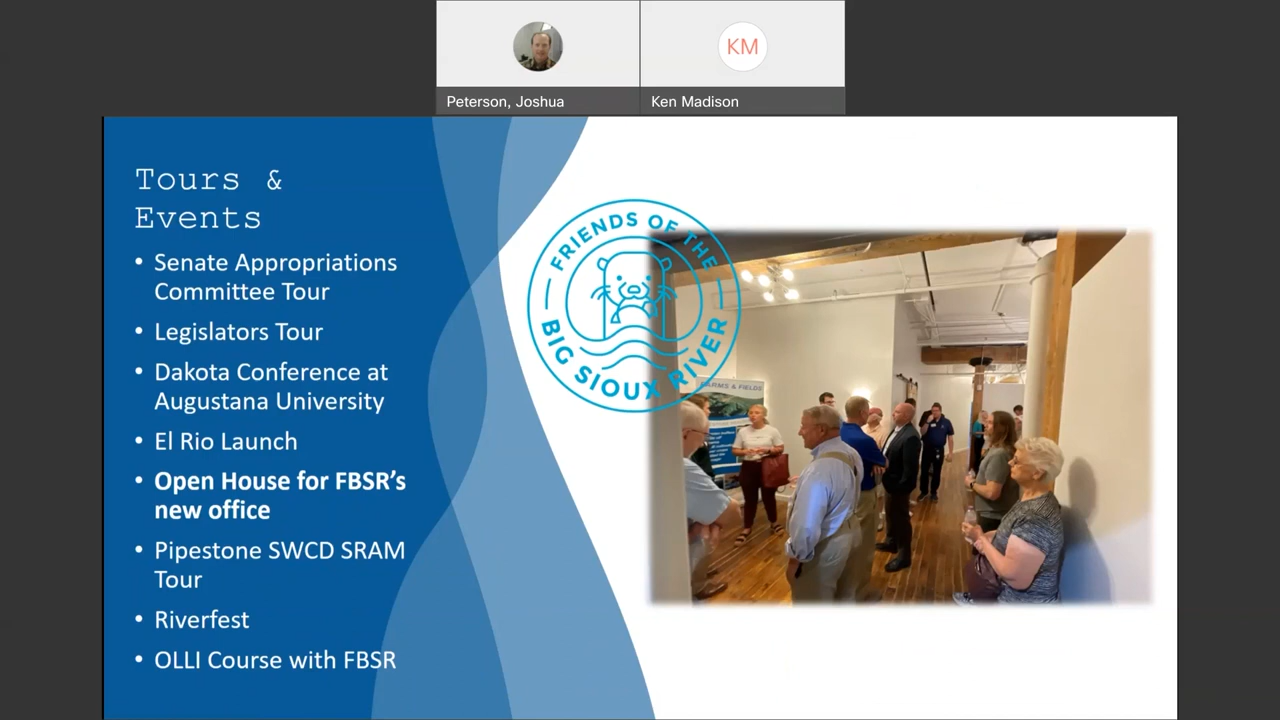 KM
Peterson, Joshua
Ken Madison
Tours &
Events
• Senate Appropriations
Committee Tour
• Legislators Tour
• Dakota Conference at
Augustana University
• El Rio Launch
• Open House for FBSR’s
new office
• Pipestone SWCD SRAM
Tour
• Riverfest
• OLLI Course with FBSR
FRIENDS OF THE
BIG SIOUX RIVER
FARMS & FIELDS